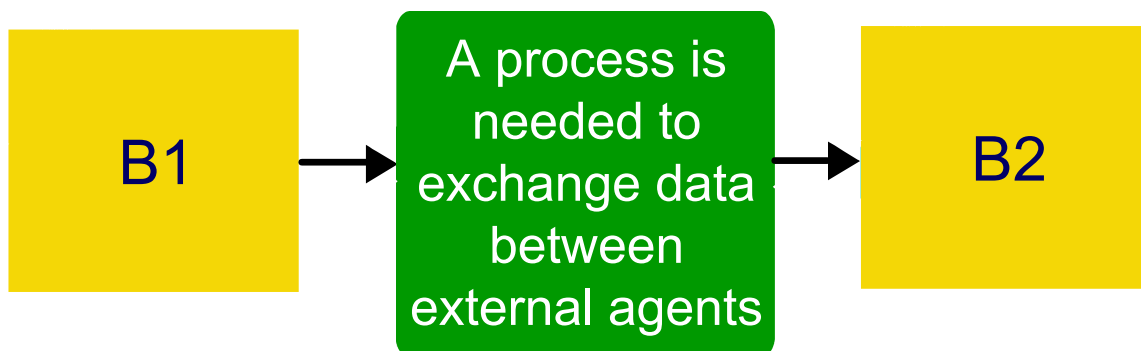 B1
A process is
needed to
exchange data
between
external agents
B2